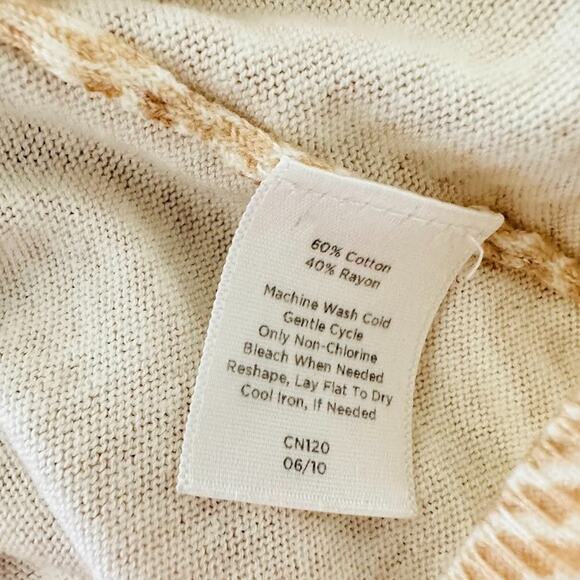 60% Cotton
40% Rayon
Machine Wash Cold
Gentle Cycle
Only Non-Chlorine
Bleach When Needed
Reshape, Lay Flat To Dry
Cool Iron, If Needed
CN120
06/10